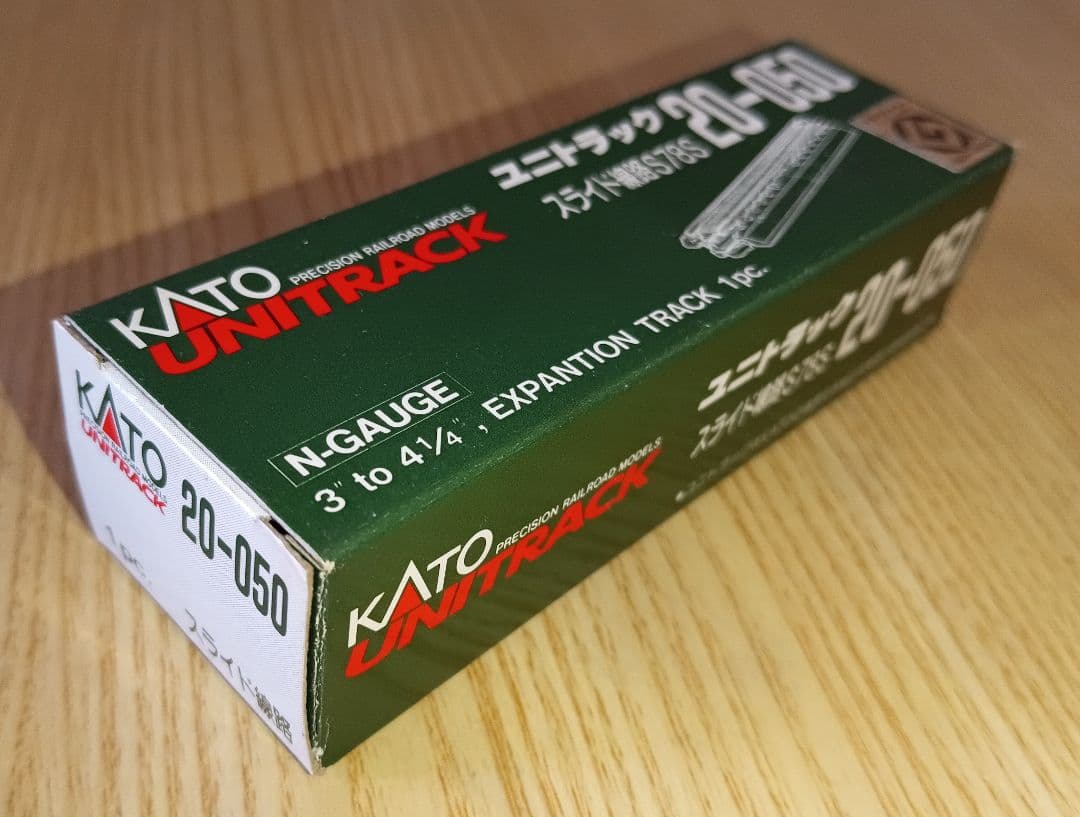 KATO
PRECISION RAILROAD MODELS
UNITRACK
ユニトラック 20-050
スライド線路S78S
N-GAUGE
3" to 4 1/4", EXPANTION TRACK 1pc.
KATO
PRECISION RAILROAD MODELS
UNITRACK
20-050
1pc.
スライド線路
KATO
PRECISION RAILROAD MODELS
UNITRACK
ユニトラック 20-050
スライド線路S78S